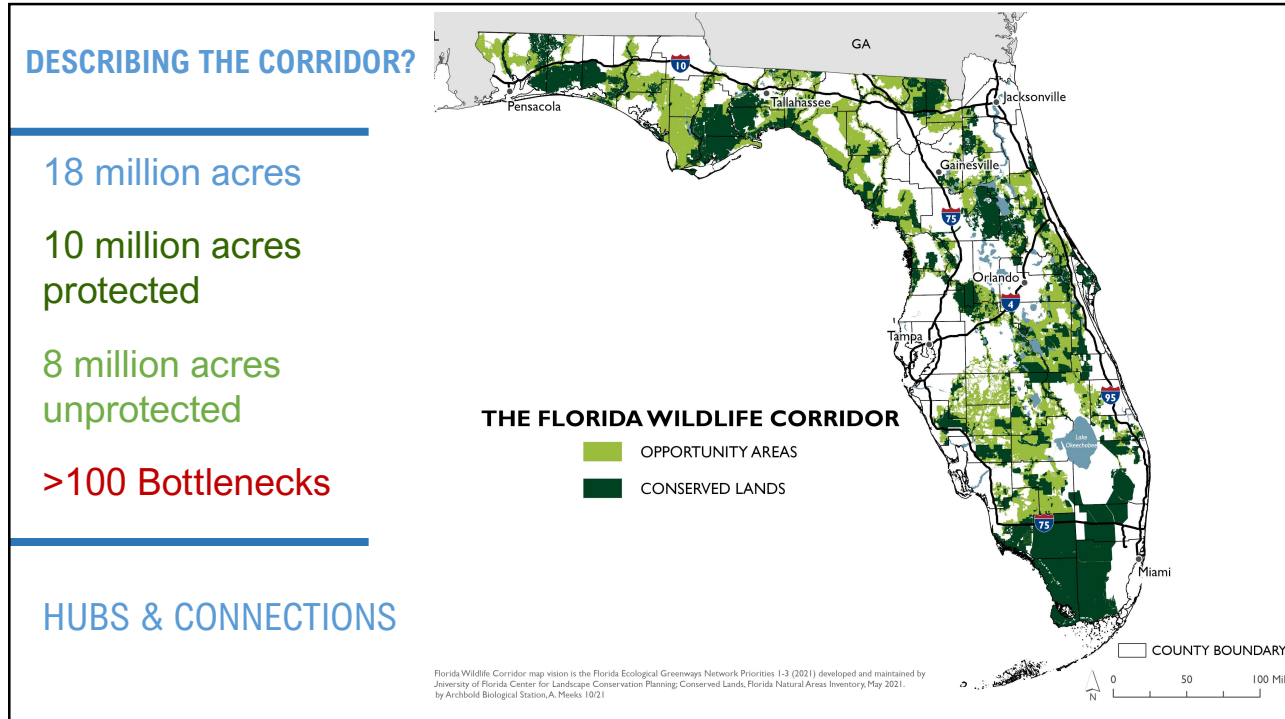 DESCRIBING THE CORRIDOR?
18 million acres
10 million acres
protected
8 million acres
unprotected
>100 Bottlenecks
HUBS & CONNECTIONS
GA
10
Pensacola
Tallahassee
Jacksonville
Gainesville
75
Orlando
4
Tampa
95
Lake
Okeechobee
75
Miami
THE FLORIDA WILDLIFE CORRIDOR
OPPORTUNITY AREAS
CONSERVED LANDS
COUNTY BOUNDARY
N
0 50 100 Mil
Florida Wildlife Corridor map vision is the Florida Ecological Greenways Network Priorities 1-3 (2021) developed and maintained by
University of Florida Center for Landscape Conservation Planning; Conserved Lands, Florida Natural Areas Inventory, May 2021.
by Archbold Biological Station, A. Meeks 10/21